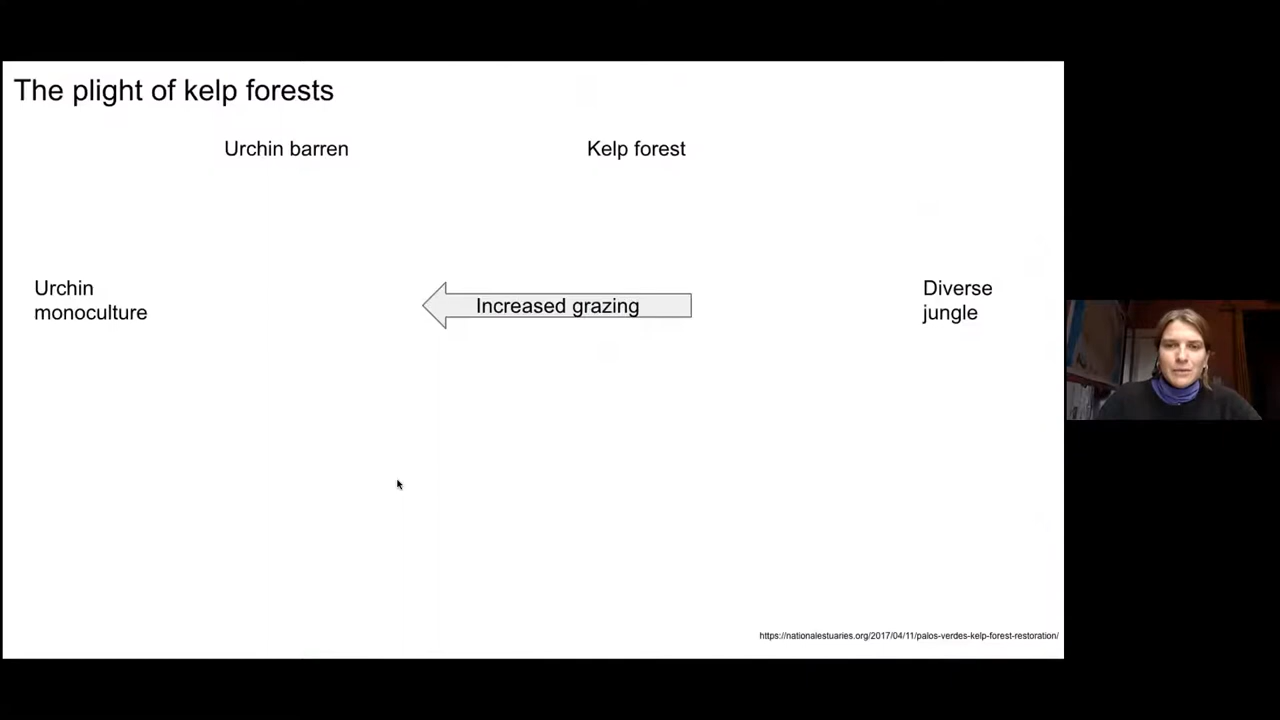 The plight of kelp forests
Urchin barren
Kelp forest
Urchin
monoculture
Increased grazing
Diverse
jungle
https://nationalestuaries.org/2017/04/11/palos-verdes-kelp-forest-restoration/